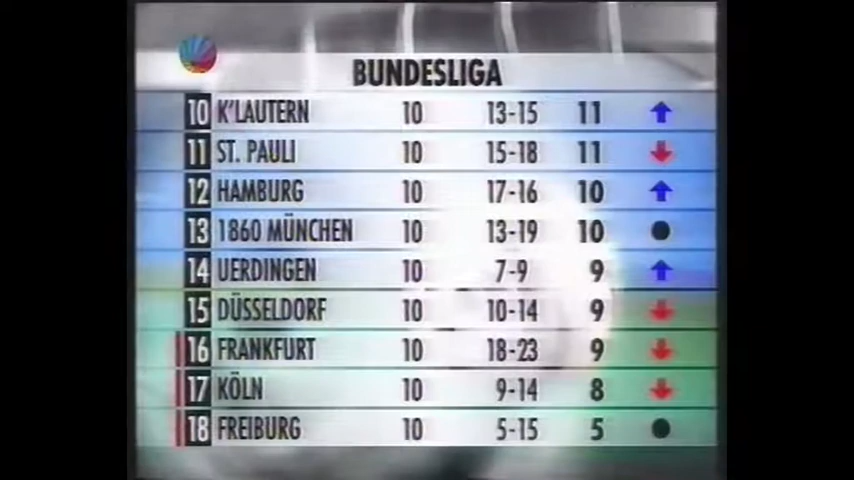 BUNDESLIGA
10 K'LAUTERN 10 13-15 11
11 ST. PAULI 10 15-18 11
12 HAMBURG 10 17-16 10
13 1860 MÜNCHEN 10 13-19 10
14 UERDINGEN 10 7-9 9
15 DÜSSELDORF 10 10-14 9
16 FRANKFURT 10 18-23 9
17 KÖLN 10 9-14 8
18 FREIBURG 10 5-15 5